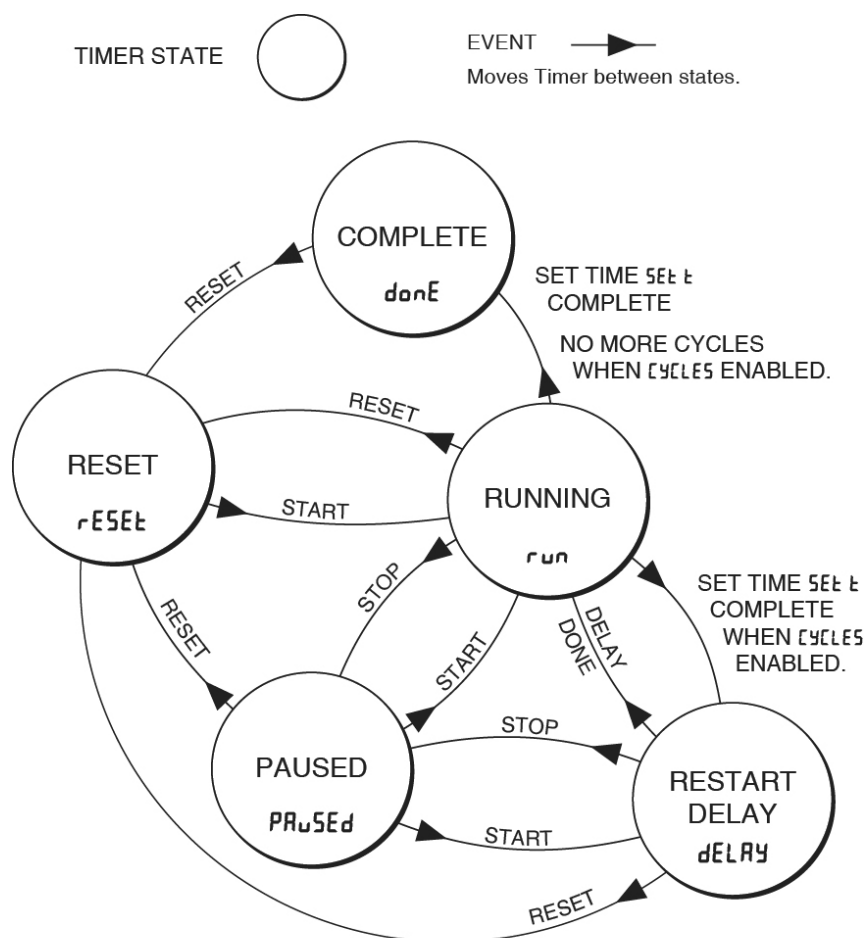 TIMER STATE
EVENT
Moves Timer between states.
COMPLETE
donE
SET TIME SEt t
COMPLETE
NO MORE CYCLES
WHEN CYCLES ENABLED.
RESET
RESET
RESET
rESEt
START
RUNNING
run
STOP
START
DELAY
DONE
SET TIME SEt t
COMPLETE
WHEN CYCLES
ENABLED.
RESET
PAUSED
PAuSEd
STOP
START
RESTART
DELAY
dELAY
RESET